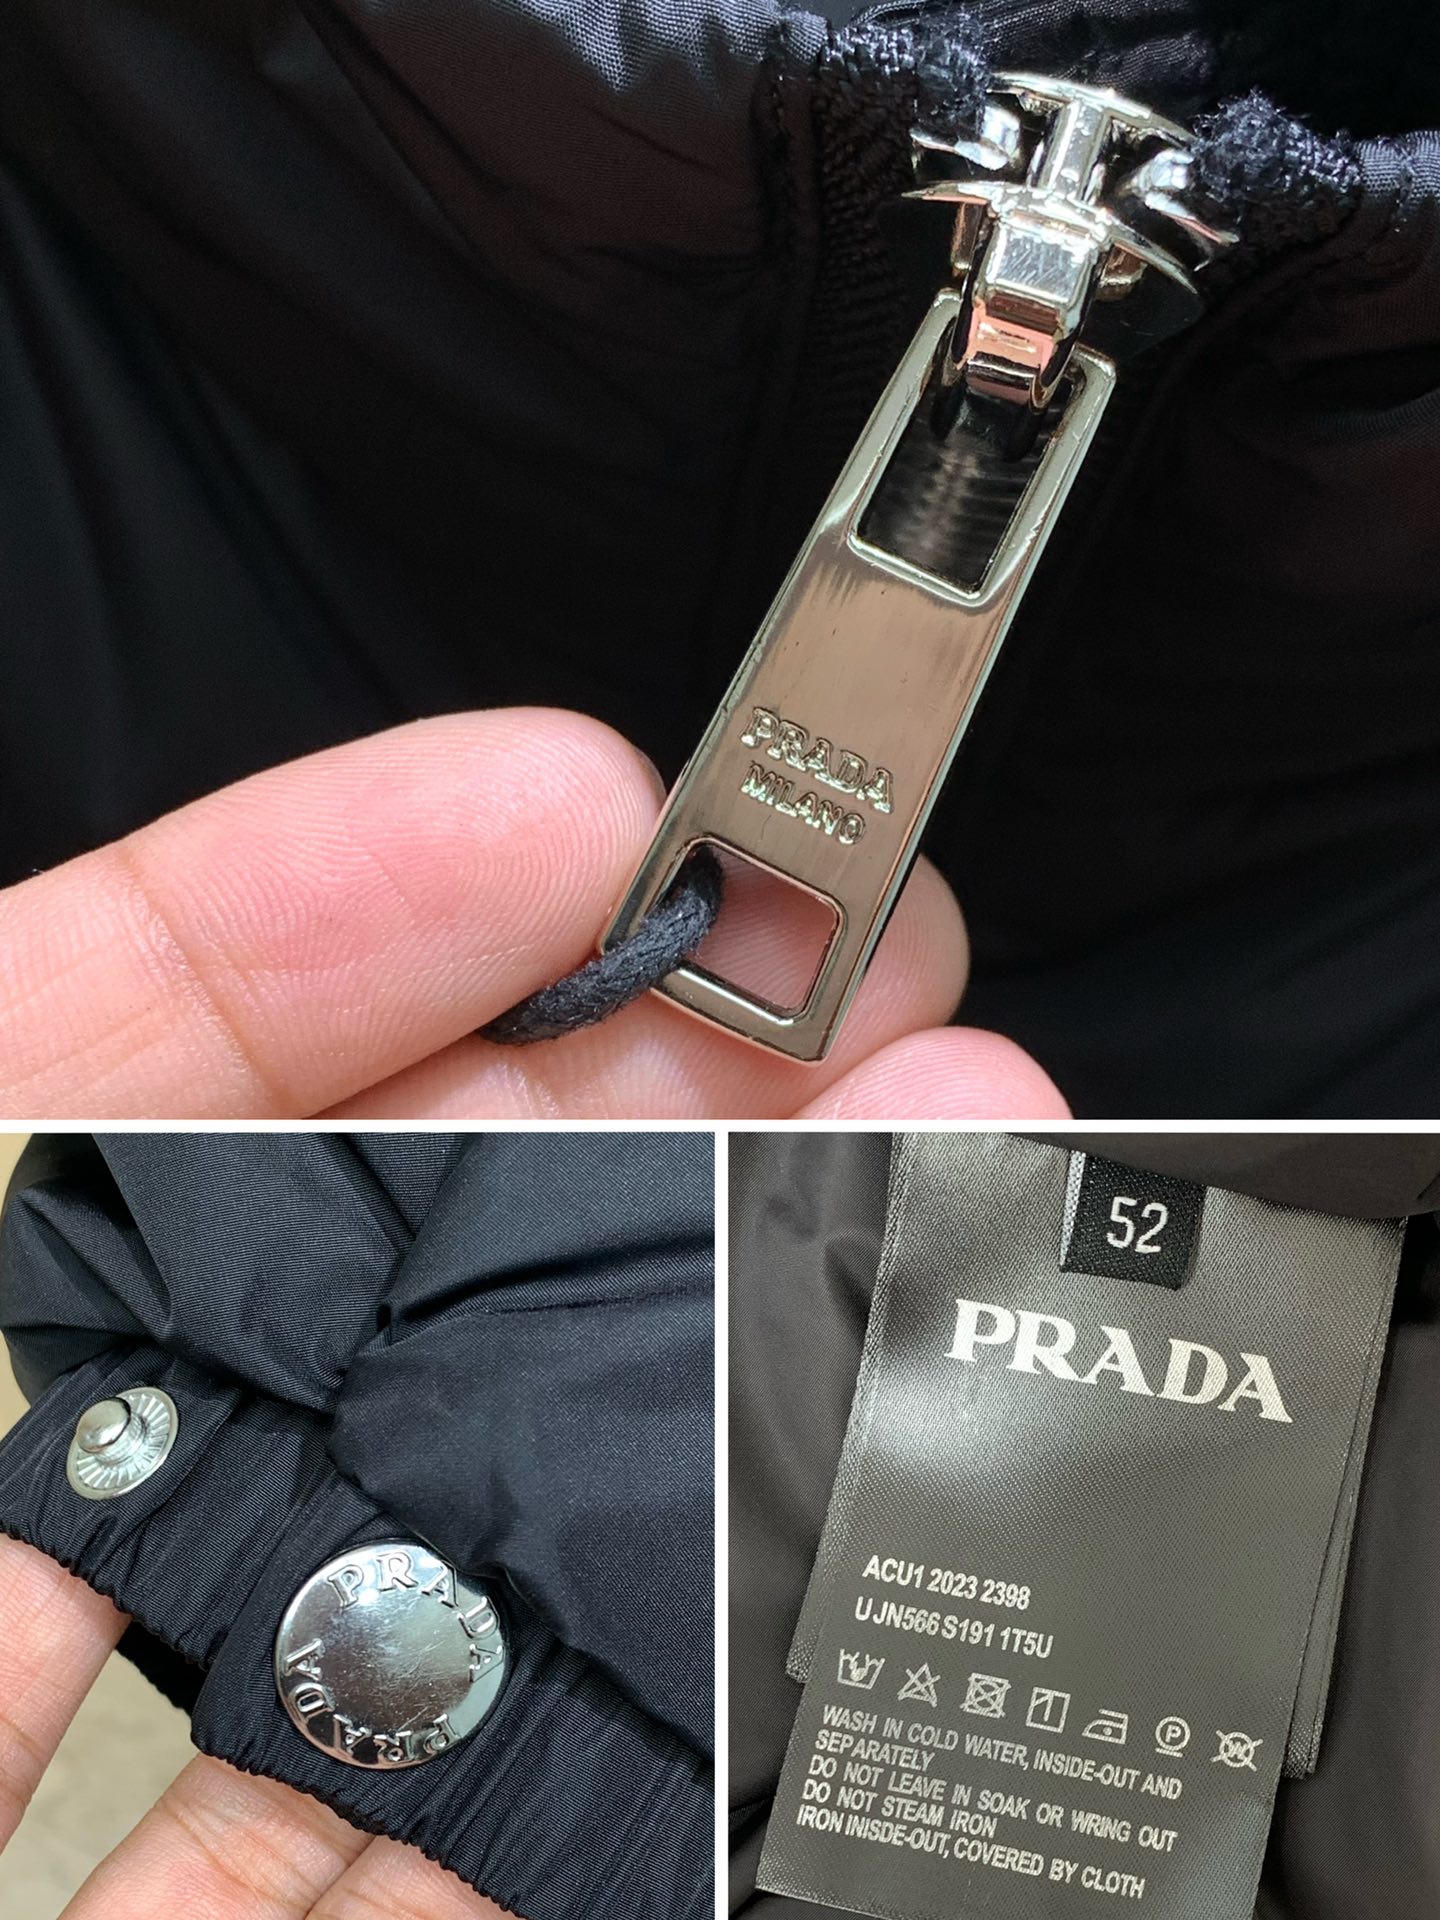 PRADA
MILANO
PRADA
PRADA
52
PRADA
ACU1 2023 2398
UJN566 S191 1T5U
WASH IN COLD WATER, INSIDE-OUT AND
SEPARATELY
DO NOT LEAVE IN SOAK OR WRING OUT
DO NOT STEAM IRON
IRON INISDE-OUT, COVERED BY CLOTH